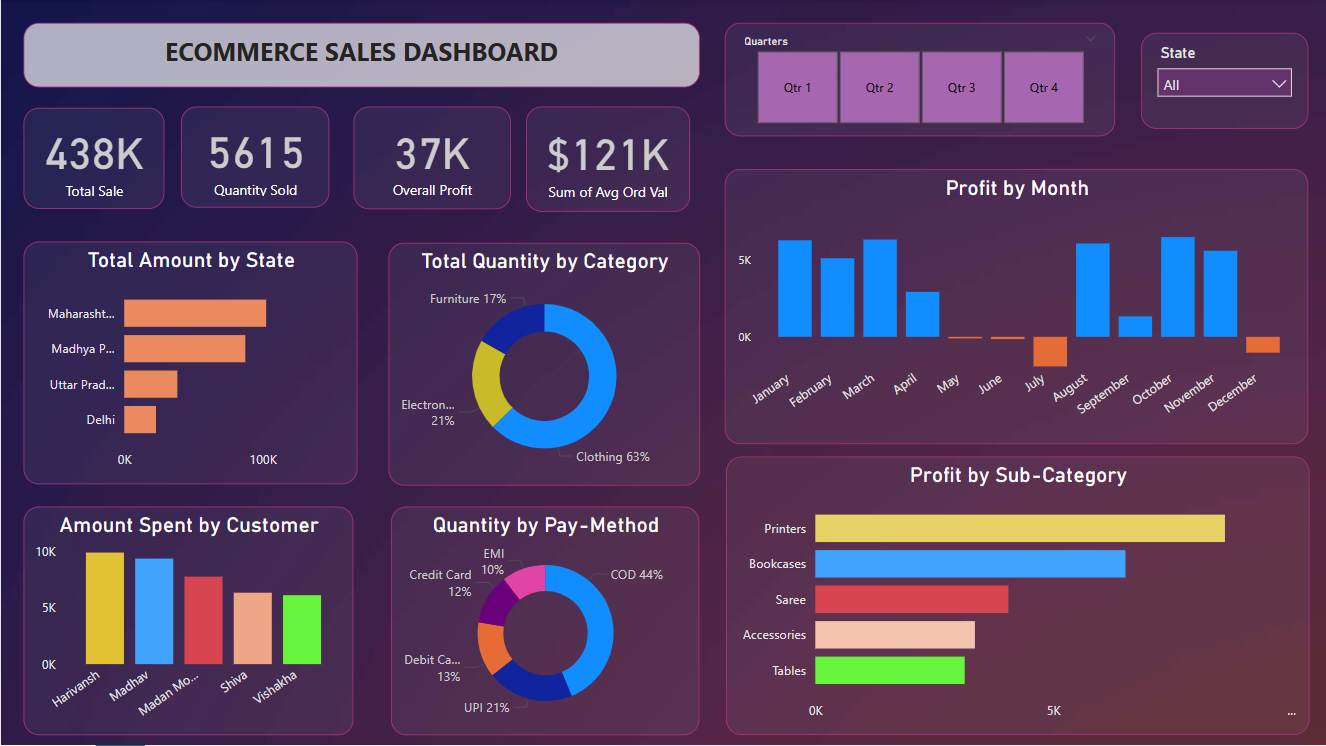 ECOMMERCE SALES DASHBOARD
Quarters
Qtr 1 Qtr 2 Qtr 3 Qtr 4
State
All
438K
Total Sale
5615
Quantity Sold
37K
Overall Profit
$121K
Sum of Avg Ord Val
Profit by Month
5K
0K
January February March April May June July August September October November December
Total Amount by State
Maharasht...
Madhya P...
Uttar Prad...
Delhi
0K 100K
Total Quantity by Category
Furniture 17%
Electron...
21%
Clothing 63%
Amount Spent by Customer
10K
5K
0K
Harivansh Madhav Madan Mo... Shiva Vishakha
Quantity by Pay-Method
EMI
10%
COD 44%
Credit Card
12%
Debit Ca...
13%
UPI 21%
Profit by Sub-Category
Printers
Bookcases
Saree
Accessories
Tables
0K 5K ...